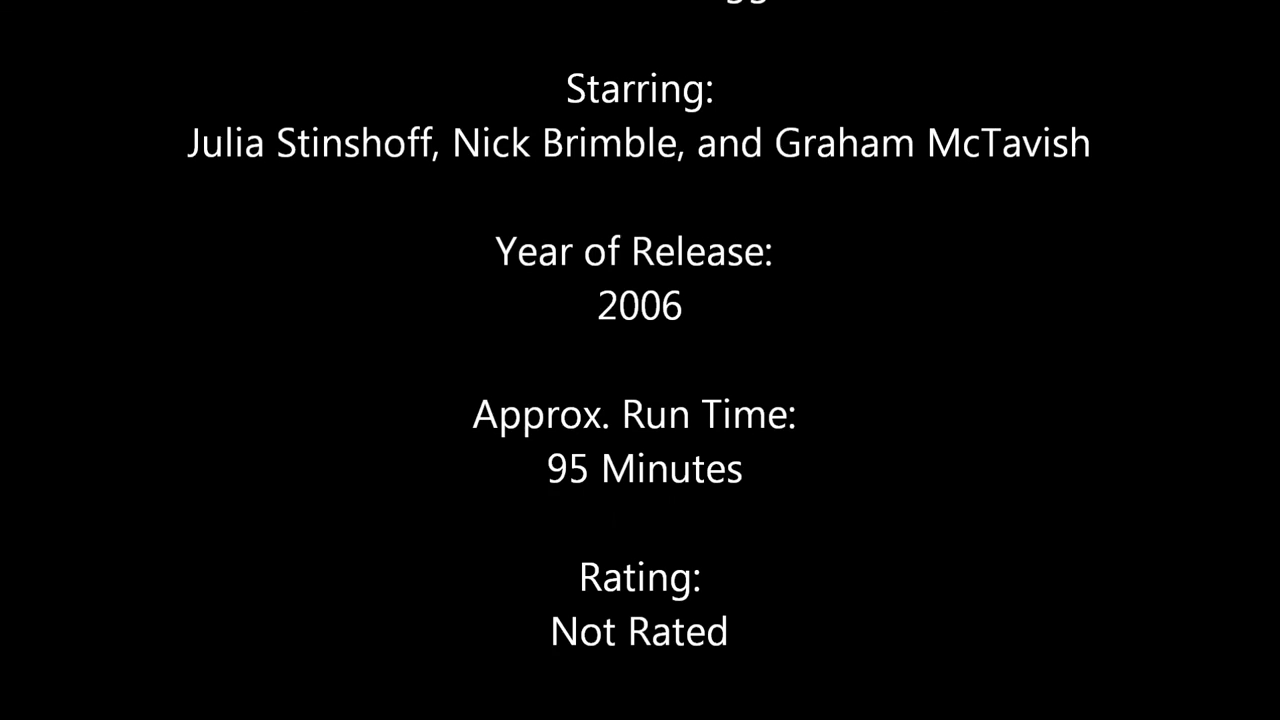 Starring:
Julia Stinshoff, Nick Brimble, and Graham McTavish
Year of Release:
2006
Approx. Run Time:
95 Minutes
Rating:
Not Rated